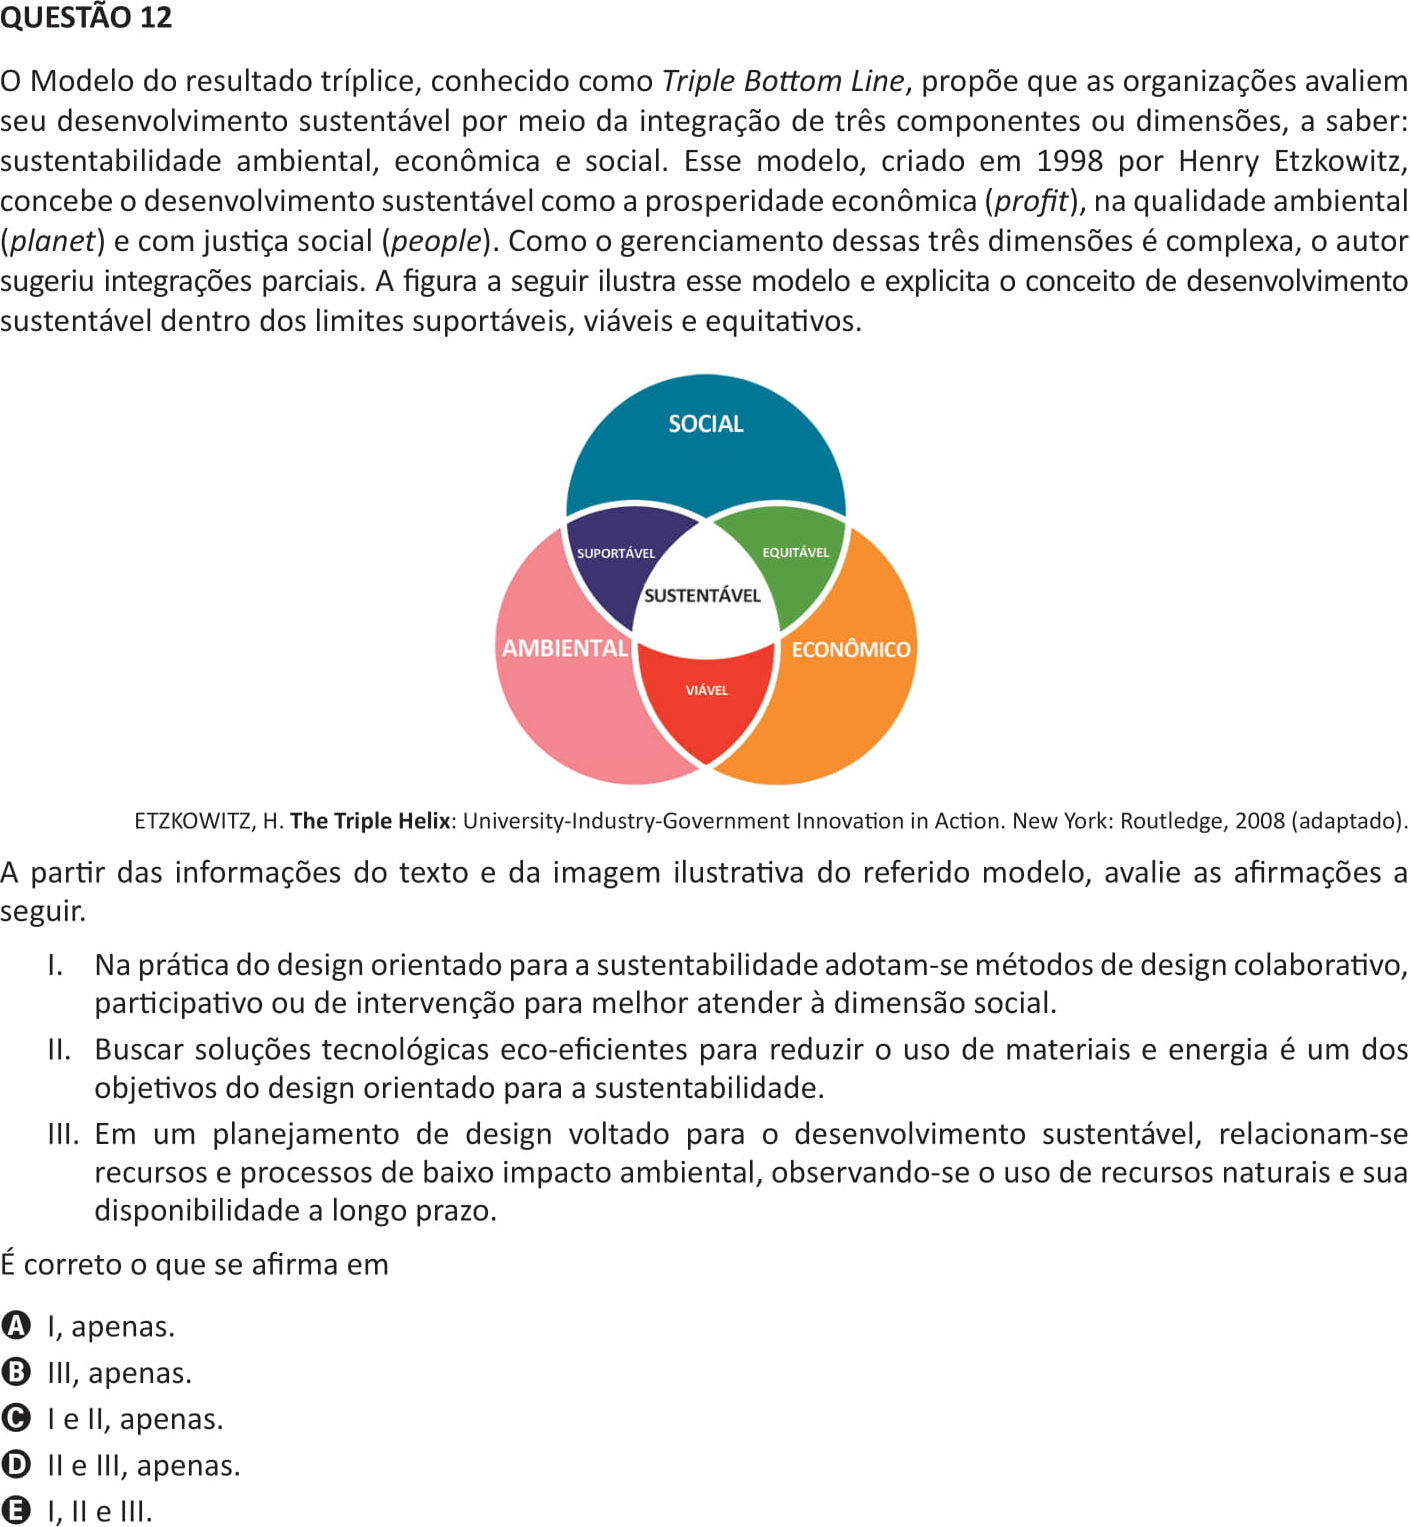 QUESTÃO 12
O Modelo do resultado tríplice, conhecido como Triple Bottom Line, propõe que as organizações avaliem
seu desenvolvimento sustentável por meio da integração de três componentes ou dimensões, a saber:
sustentabilidade ambiental, econômica e social. Esse modelo, criado em 1998 por Henry Etzkowitz,
concebe o desenvolvimento sustentável como a prosperidade econômica (profit), na qualidade ambiental
(planet) e com justiça social (people). Como o gerenciamento dessas três dimensões é complexa, o autor
sugeriu integrações parciais. A figura a seguir ilustra esse modelo e explicita o conceito de desenvolvimento
sustentável dentro dos limites suportáveis, viáveis e equitativos.
SOCIAL
SUPORTÁVEL
EQUITÁVEL
SUSTENTÁVEL
AMBIENTAL
ECONÔMICO
VIÁVEL
ETZKOWITZ, H. The Triple Helix: University-Industry-Government Innovation in Action. New York: Routledge, 2008 (adaptado).
A partir das informações do texto e da imagem ilustrativa do referido modelo, avalie as afirmações a
seguir.
I. Na prática do design orientado para a sustentabilidade adotam-se métodos de design colaborativo,
participativo ou de intervenção para melhor atender à dimensão social.
II. Buscar soluções tecnológicas eco-eficientes para reduzir o uso de materiais e energia é um dos
objetivos do design orientado para a sustentabilidade.
III. Em um planejamento de design voltado para o desenvolvimento sustentável, relacionam-se
recursos e processos de baixo impacto ambiental, observando-se o uso de recursos naturais e sua
disponibilidade a longo prazo.
É correto o que se afirma em
A I, apenas.
B III, apenas.
C I e II, apenas.
D II e III, apenas.
E I, II e III.